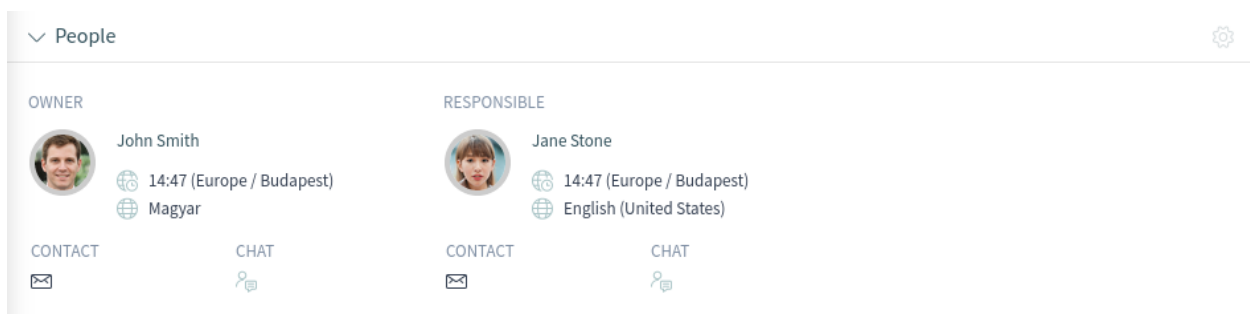 People
OWNER
John Smith
14:47 (Europe / Budapest)
Magyar
CONTACT
CHAT
RESPONSIBLE
Jane Stone
14:47 (Europe / Budapest)
English (United States)
CONTACT
CHAT